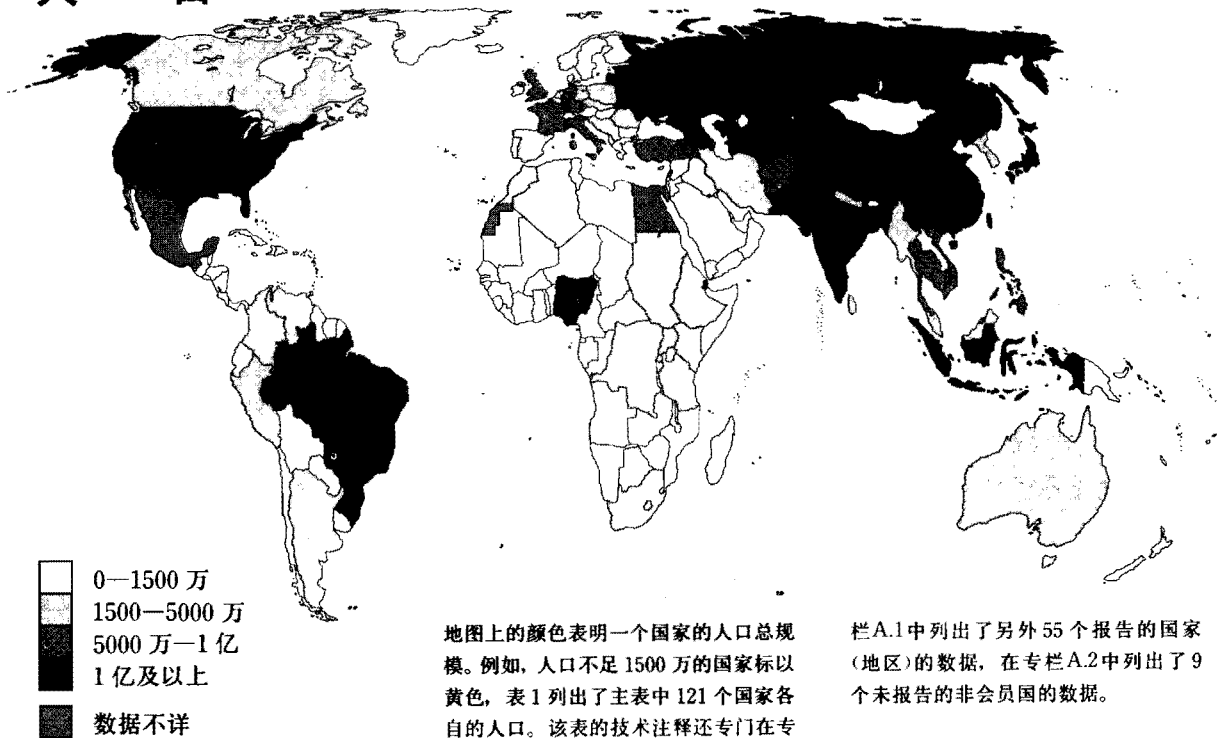 0—1500 万
1500—5000 万
5000 万—1 亿
1 亿及以上
数据不详
地图上的颜色表明一个国家的人口总规
模。例如，人口不足 1500 万的国家标以
黄色，表 1 列出了主表中 121 个国家各
自的人口。该表的技术注释还专门在专
栏A.1中列出了另外 55 个报告的国家
(地区)的数据，在专栏A.2中列出了 9
个未报告的非会员国的数据。